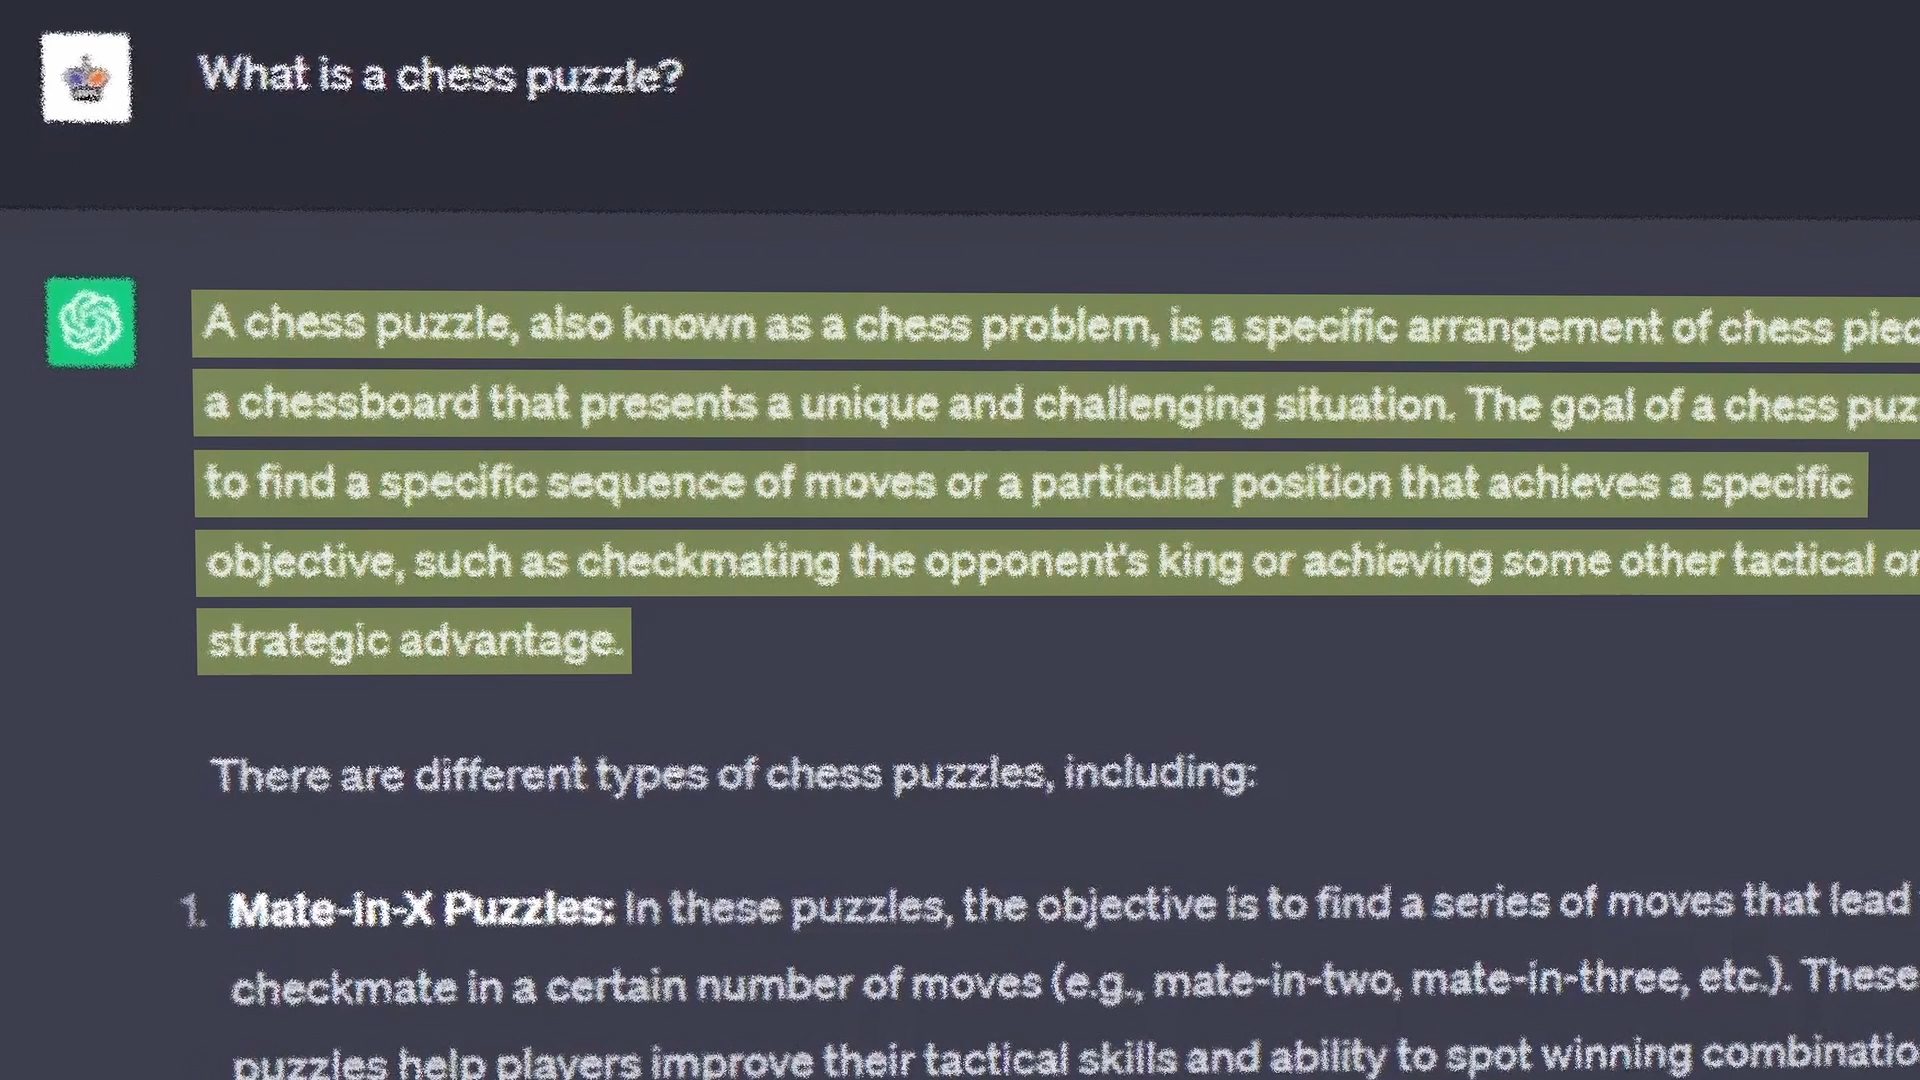 What is a chess puzzle?
A chess puzzle, also known as a chess problem, is a specific arrangement of chess
a chessboard that presents a unique and challenging situation. The goal of a chess
to find a specific sequence of moves or a particular position that achieves a specific
objective, such as checkmating the opponent's king or achieving some other tactical or
strategic advantage.
There are different types of chess puzzles, including:
1. Mate-in-X Puzzles: In these puzzles, the objective is to find a series of moves that lead
checkmate in a certain number of moves (e.g., mate-in-two, mate-in-three, etc.). These
puzzles help players improve their tactical skills and ability to spot winning